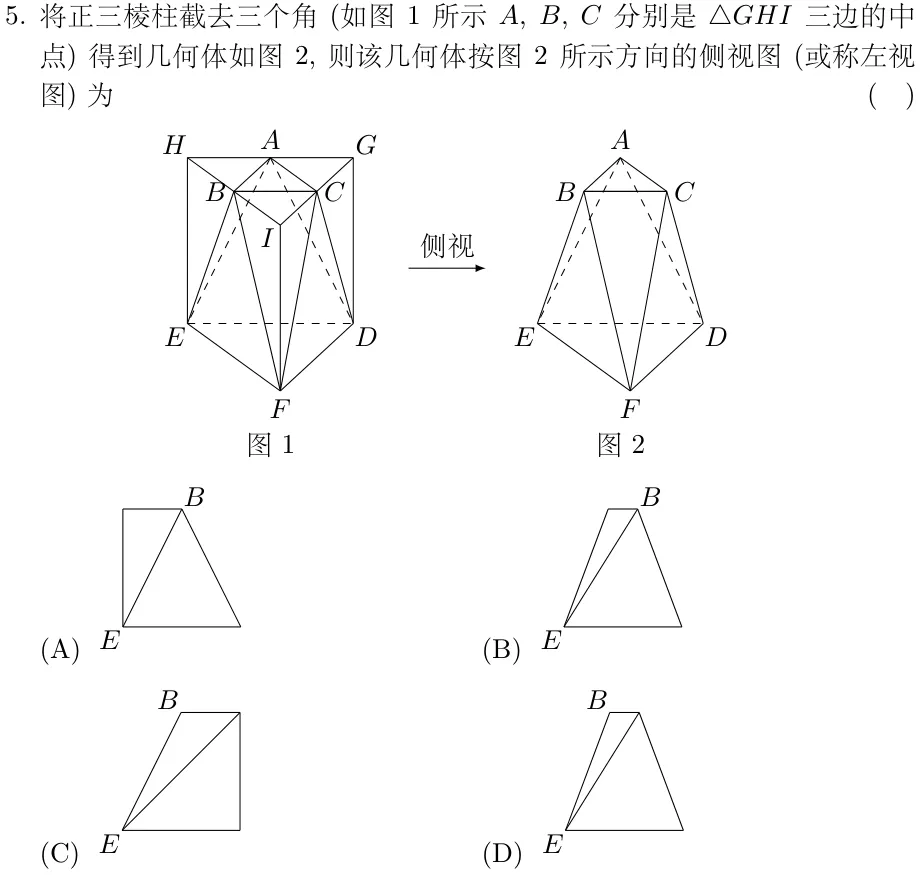 5. 将正三棱柱截去三个角 (如图 1 所示 A, B, C 分别是 △GHI 三边的中
点) 得到几何体如图 2, 则该几何体按图 2 所示方向的侧视图 (或称左视
图) 为 ( )
H A G
B C
I
E D
F
图 1
侧视
A
B C
E D
F
图 2
B
E
(A)
B
E
(B)
B
E
(C)
B
E
(D)